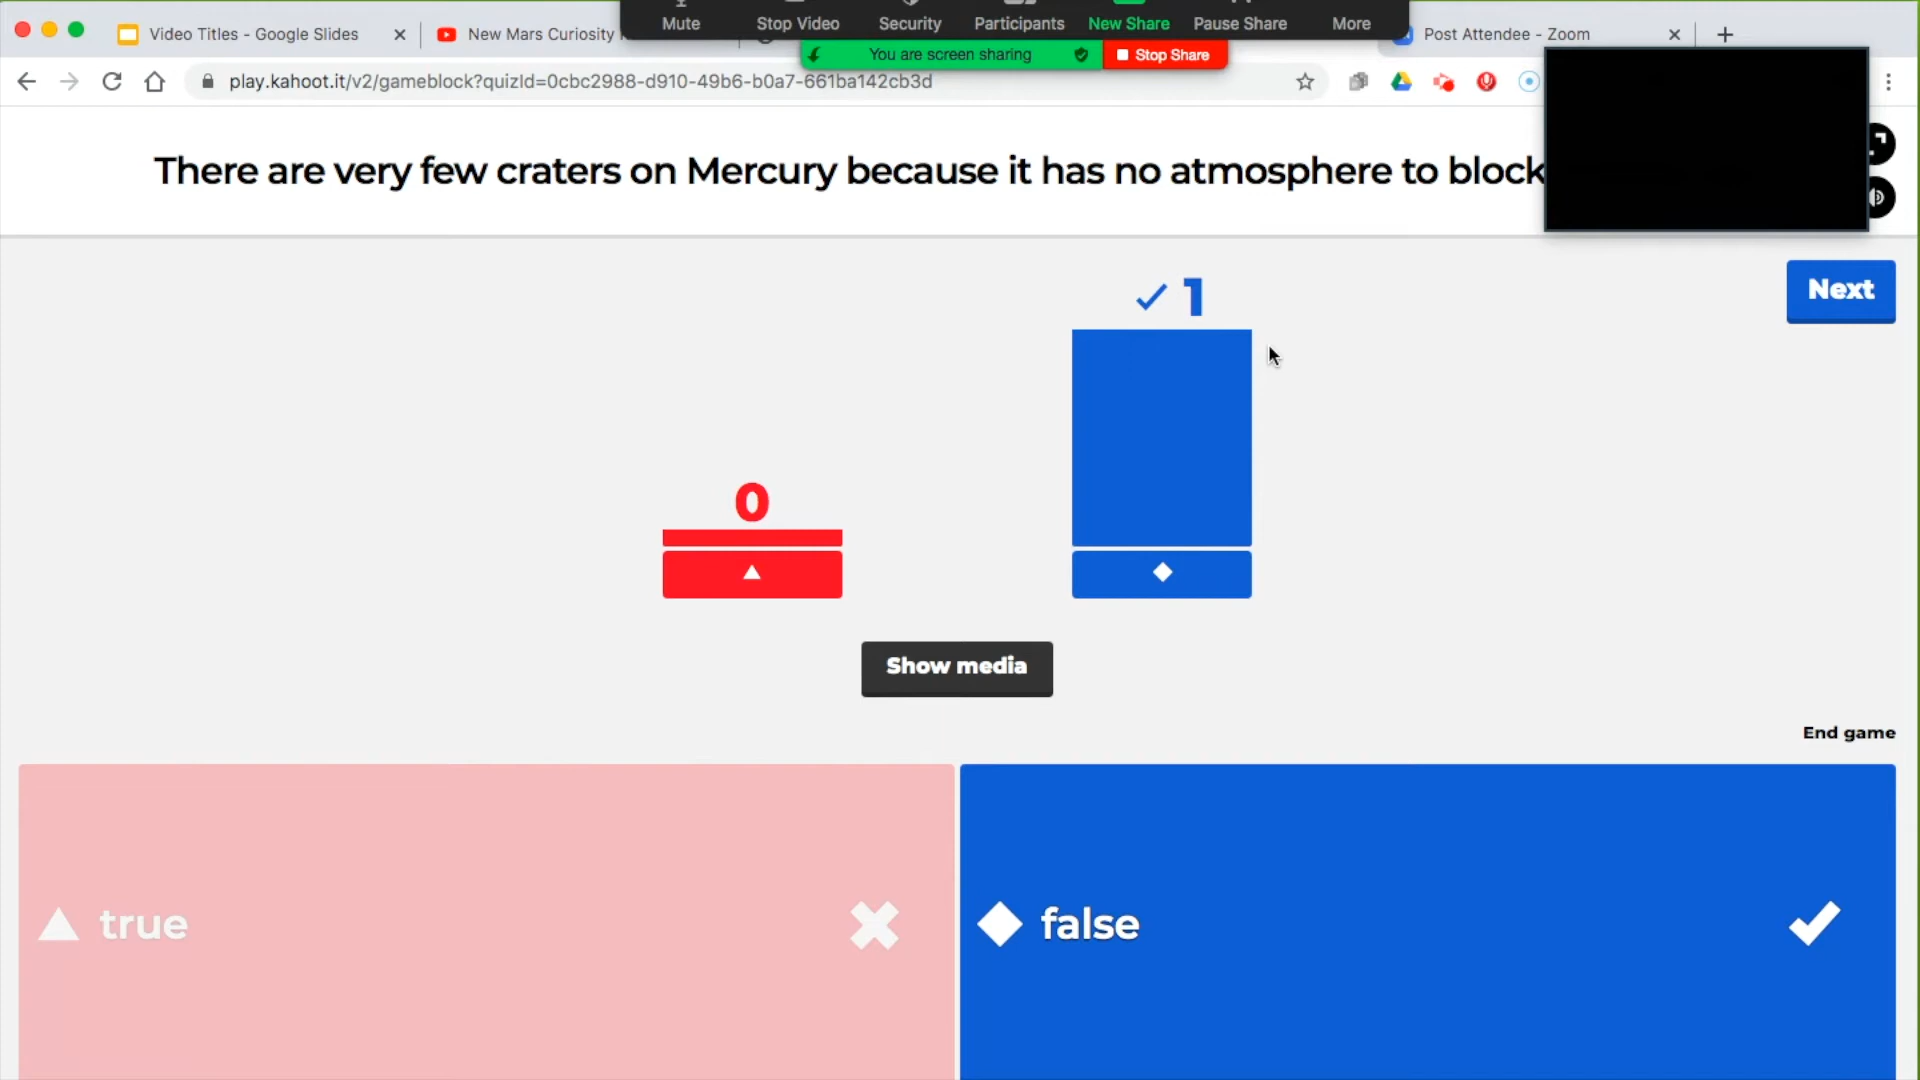 Mute Stop Video Security Participants New Share Pause Share More
Video Titles - Google Slides New Mars Curiosity Post Attendee - Zoom
You are screen sharing Stop Share
play.kahoot.it/v2/gameblock?quizId=0cbc2988-d910-49b6-b0a7-661ba142cb3d
There are very few craters on Mercury because it has no atmosphere to block
Next
1
0
Show media
End game
true
false